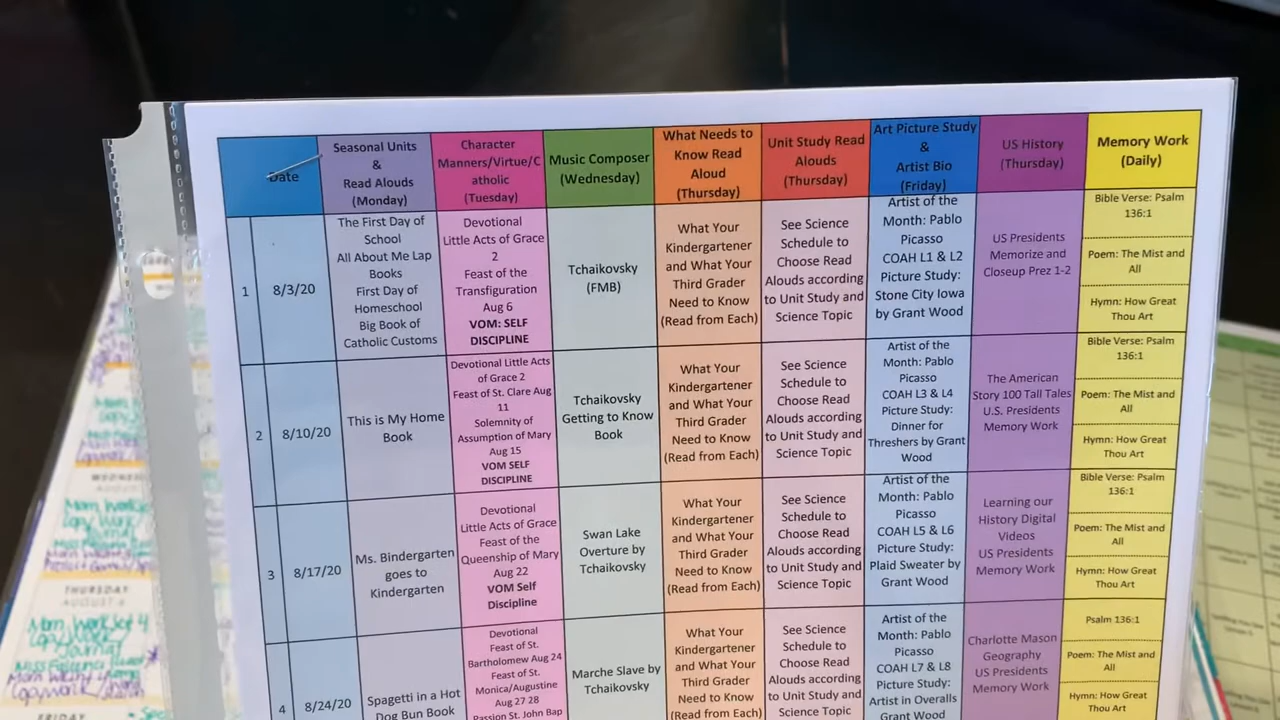 Date
Seasonal Units
&
Read Alouds
(Monday)
Character
Manners/Virtue/C
atholic
(Tuesday)
Music Composer
(Wednesday)
What Needs to
Know Read
Aloud
(Thursday)
Unit Study Read
Alouds
(Thursday)
Art Picture Study
&
Artist Bio
(Friday)
US History
(Thursday)
Memory Work
(Daily)
1
8/3/20
The First Day of
School
All About Me Lap
Books
First Day of
Homeschool
Big Book of
Catholic Customs
Devotional
Little Acts of Grace
2
Feast of the
Transfiguration
Aug 6
VOM: SELF
DISCIPLINE
Tchaikovsky
(FMB)
What Your
Kindergartener
and What Your
Third Grader
Need to Know
(Read from Each)
See Science
Schedule to
Choose Read
Alouds according
to Unit Study and
Science Topic
Artist of the
Month: Pablo
Picasso
COAH L1 & L2
Picture Study:
Stone City Iowa
by Grant Wood
US Presidents
Memorize and
Closeup Prez 1-2
Bible Verse: Psalm
136:1
Poem: The Mist and
All
Hymn: How Great
Thou Art
2
8/10/20
This is My Home
Book
Devotional Little Acts
of Grace 2
Feast of St. Clare Aug
11
Solemnity of
Assumption of Mary
Aug 15
VOM SELF
DISCIPLINE
Tchaikovsky
Getting to Know
Book
What Your
Kindergartener
and What Your
Third Grader
Need to Know
(Read from Each)
See Science
Schedule to
Choose Read
Alouds according
to Unit Study and
Science Topic
Artist of the
Month: Pablo
Picasso
COAH L3 & L4
Picture Study:
Dinner for
Threshers by Grant
Wood
The American
Story 100 Tall Tales
U.S. Presidents
Memory Work
Bible Verse: Psalm
136:1
Poem: The Mist and
All
Hymn: How Great
Thou Art
3
8/17/20
Ms. Bindergarten
goes to
Kindergarten
Devotional
Little Acts of Grace
Feast of the
Queenship of Mary
Aug 22
VOM Self
Discipline
Swan Lake
Overture by
Tchaikovsky
What Your
Kindergartener
and What Your
Third Grader
Need to Know
(Read from Each)
See Science
Schedule to
Choose Read
Alouds according
to Unit Study and
Science Topic
Artist of the
Month: Pablo
Picasso
COAH L5 & L6
Picture Study:
Plaid Sweater by
Grant Wood
Learning our
History Digital
Videos
US Presidents
Memory Work
Bible Verse: Psalm
136:1
Poem: The Mist and
All
Hymn: How Great
Thou Art
4
8/24/20
Spagetti in a Hot
Dog Bun Book
Devotional
Feast of St.
Bartholomew Aug 24
Feast of St.
Monica/Augustine
Aug 27 28
Passion St. John Bap
Marche Slave by
Tchaikovsky
What Your
Kindergartener
and What Your
Third Grader
Need to Know
(Read from Each)
See Science
Schedule to
Choose Read
Alouds according
to Unit Study and
Science Topic
Artist of the
Month: Pablo
Picasso
COAH L7 & L8
Picture Study:
Artist in Overalls
Grant Wood
Charlotte Mason
Geography
US Presidents
Memory Work
Psalm 136:1
Poem: The Mist and
All
Hymn: How Great
Thou Art
THURSDAY
AUGUST 6
FRIDAY